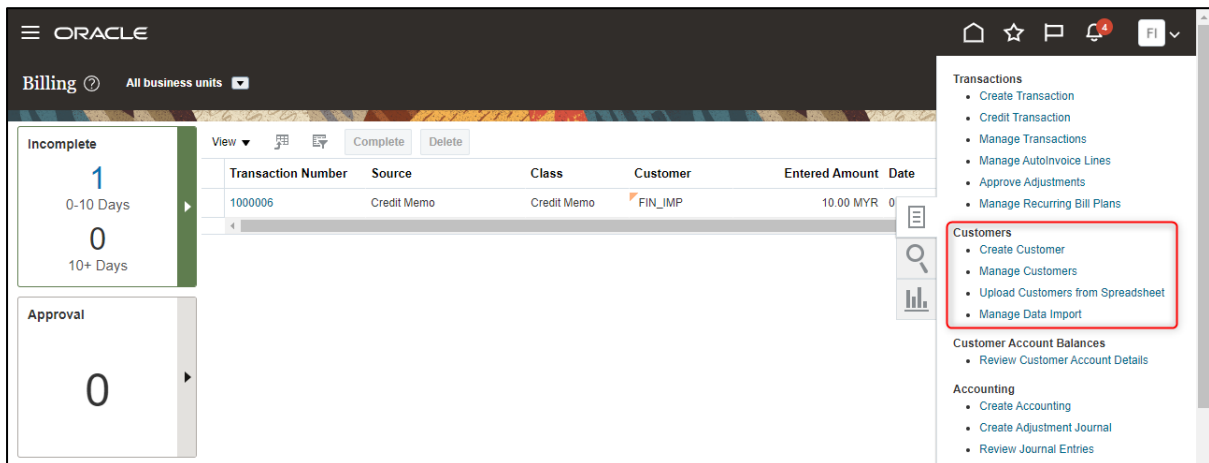 ORACLE
4
FI
Billing
All business units
Incomplete
1
0-10 Days
0
10+ Days
Approval
0
View
Complete
Delete
Transaction Number Source Class Customer Entered Amount Date
1000006 Credit Memo Credit Memo FIN_IMP 10.00 MYR 0
Transactions
Create Transaction
Credit Transaction
Manage Transactions
Manage AutoInvoice Lines
Approve Adjustments
Manage Recurring Bill Plans
Customers
Create Customer
Manage Customers
Upload Customers from Spreadsheet
Manage Data Import
Customer Account Balances
Review Customer Account Details
Accounting
Create Accounting
Create Adjustment Journal
Review Journal Entries